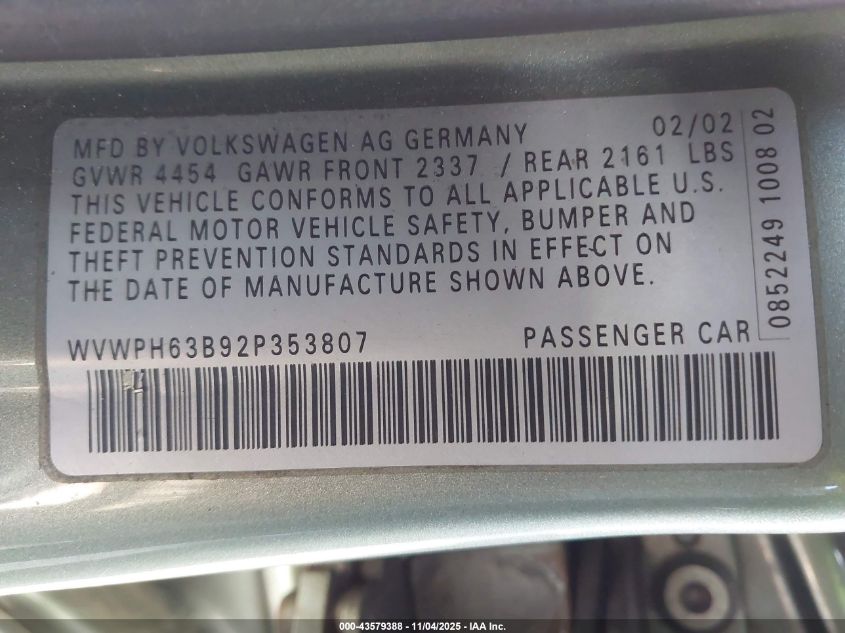 MFD BY VOLKSWAGEN AG GERMANY 02/02
GVWR 4454 GAWR FRONT 2337 / REAR 2161 LBS
THIS VEHICLE CONFORMS TO ALL APPLICABLE U.S.
FEDERAL MOTOR VEHICLE SAFETY, BUMPER AND
THEFT PREVENTION STANDARDS IN EFFECT ON
THE DATE OF MANUFACTURE SHOWN ABOVE.
0852249 1008 02
WVWPH63B92P353807 PASSENGER CAR
000-43579388 - 11/04/2025 - IAA Inc.